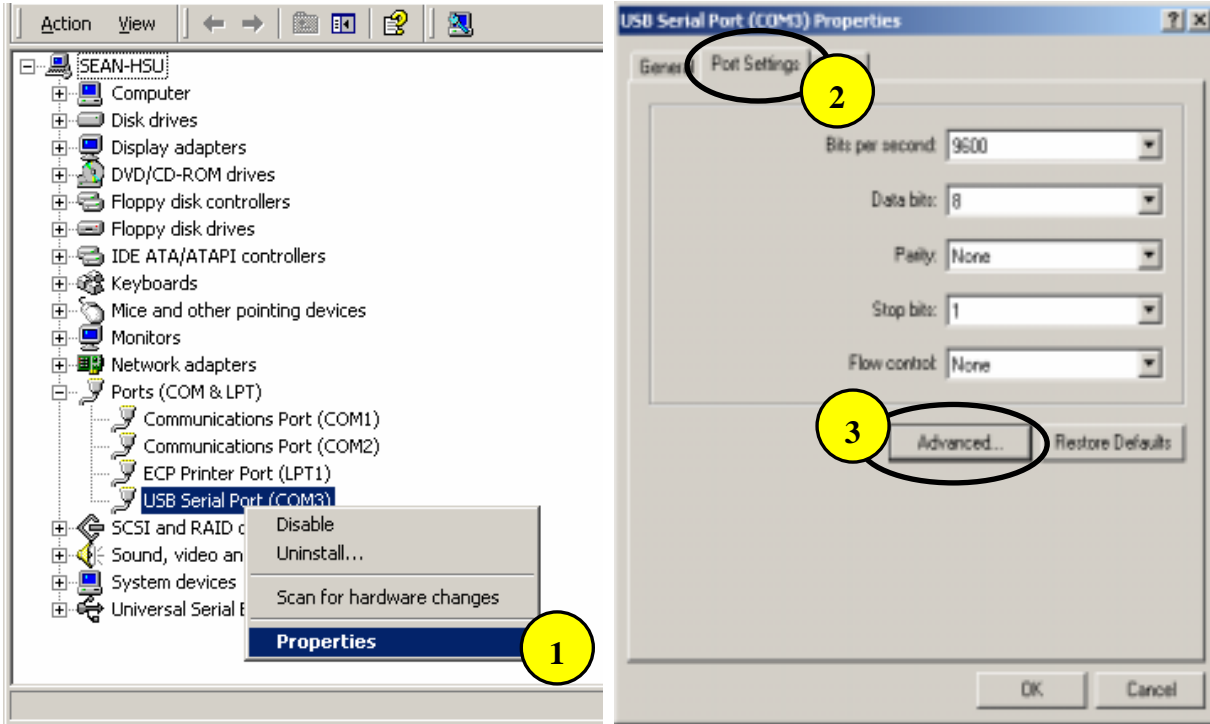 Action View
SEAN-HSU
Computer
Disk drives
Display adapters
DVD/CD-ROM drives
Floppy disk controllers
Floppy disk drives
IDE ATA/ATAPI controllers
Keyboards
Mice and other pointing devices
Monitors
Network adapters
Ports (COM & LPT)
Communications Port (COM1)
Communications Port (COM2)
ECP Printer Port (LPT1)
USB Serial Port (COM3)
SCSI and RAID c
Sound, video an
System devices
Universal Serial
Disable
Uninstall...
Scan for hardware changes
Properties
1
USB Serial Port (COM3) Properties
General Port Settings
2
Bits per second: 9600
Data bits: 8
Parity: None
Stop bits: 1
Flow control: None
3
Advanced... Restore Defaults
OK Cancel